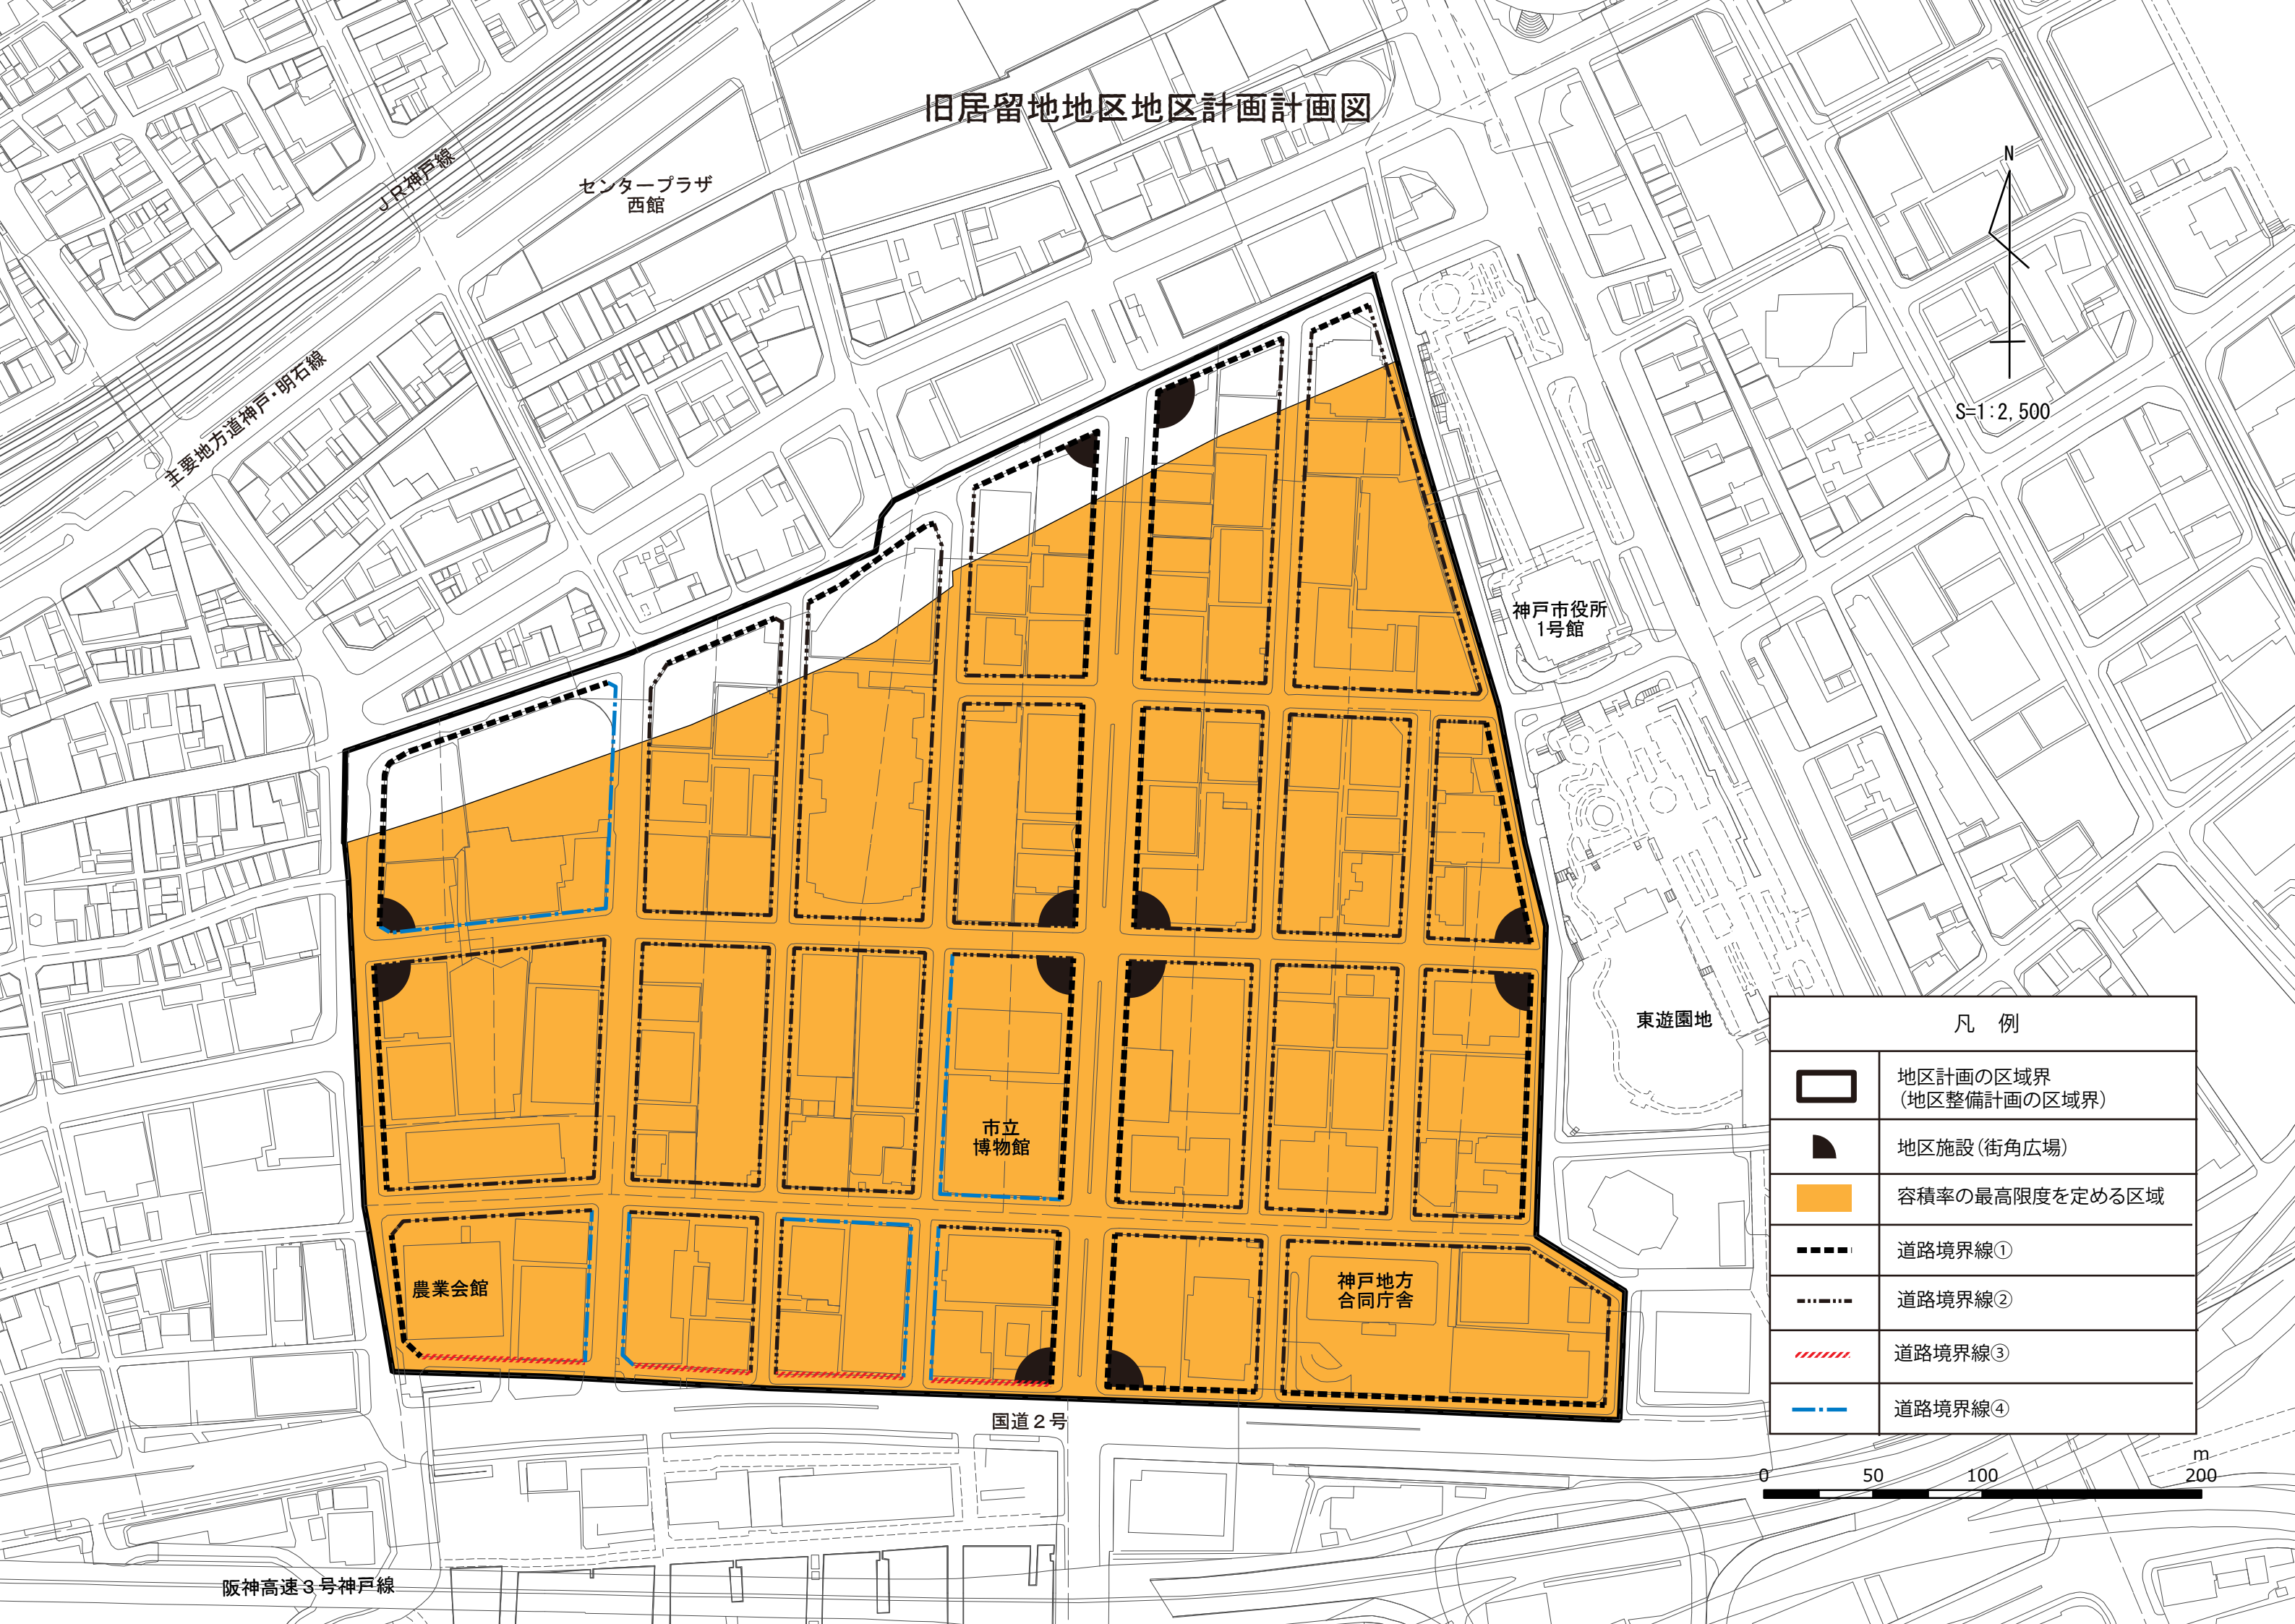 旧居留地地区地区計画計画図
JR神戸線
センタープラザ
西館
主要地方道神戸・明石線
N
S=1:2,500
神戸市役所
1号館
東遊園地
市立
博物館
農業会館
神戸地方
合同庁舎
国道2号
阪神高速3号神戸線
凡 例
地区計画の区域界
(地区整備計画の区域界)
地区施設(街角広場)
容積率の最高限度を定める区域
道路境界線①
道路境界線②
道路境界線③
道路境界線④
m
0 50 100 200